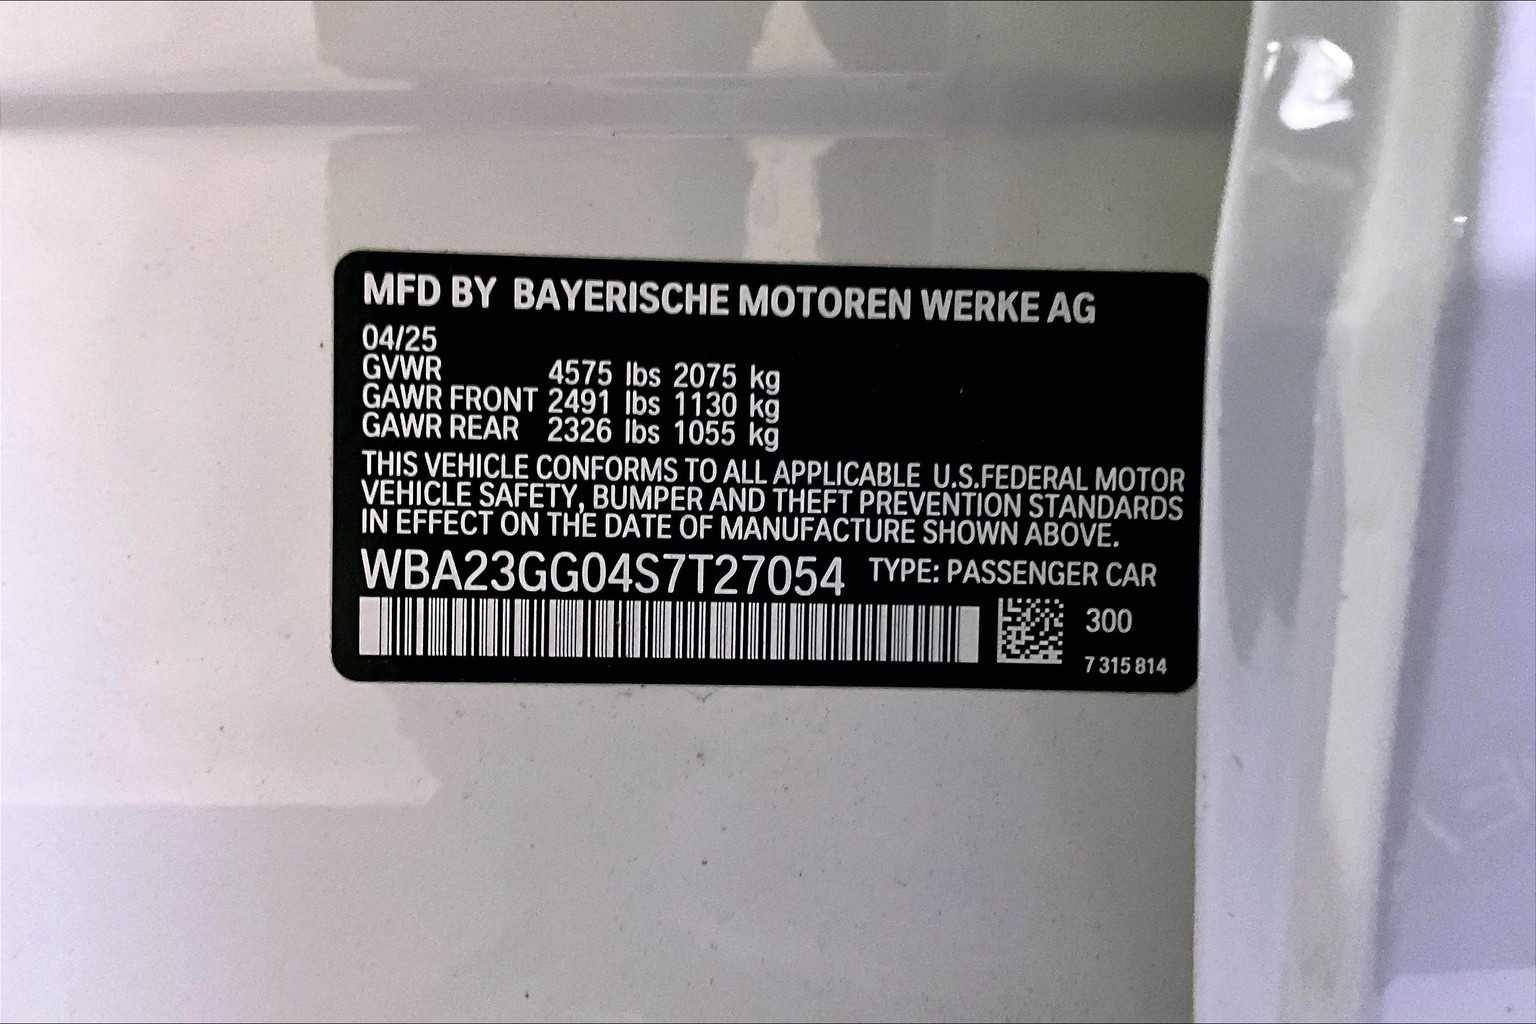 MFD BY BAYERISCHE MOTOREN WERKE AG
04/25
GVWR 4575 lbs 2075 kg
GAWR FRONT 2491 lbs 1130 kg
GAWR REAR 2326 lbs 1055 kg
THIS VEHICLE CONFORMS TO ALL APPLICABLE U.S.FEDERAL MOTOR
VEHICLE SAFETY, BUMPER AND THEFT PREVENTION STANDARDS
IN EFFECT ON THE DATE OF MANUFACTURE SHOWN ABOVE.
WBA23GG04S7T27054 TYPE: PASSENGER CAR
300
7 315 814